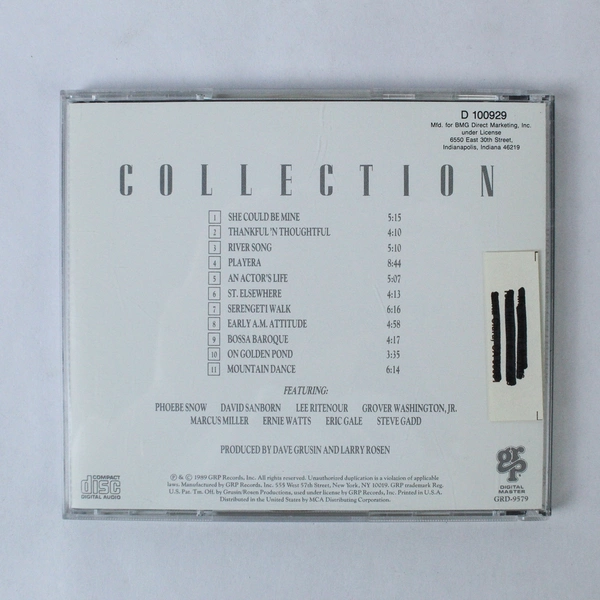 D 100929
Mfd. for BMG Direct Marketing, Inc.
under License
6550 East 30th Street,
Indianapolis, Indiana 46219
COLLECTION
1 SHE COULD BE MINE 5:15
2 THANKFUL 'N THOUGHTFUL 4:10
3 RIVER SONG 5:10
4 PLAYERA 8:44
5 AN ACTOR'S LIFE 5:07
6 ST. ELSEWHERE 4:13
7 SERENGETI WALK 6:16
8 EARLY A.M. ATTITUDE 4:58
9 BOSSA BAROQUE 4:17
10 ON GOLDEN POND 3:35
11 MOUNTAIN DANCE 6:14
FEATURING:
PHOEBE SNOW DAVID SANBORN LEE RITENOUR GROVER WASHINGTON, JR.
MARCUS MILLER ERNIE WATTS ERIC GALE STEVE GADD
PRODUCED BY DAVE GRUSIN AND LARRY ROSEN
COMPACT
disc
DIGITAL AUDIO
℗ & © 1989 GRP Records, Inc. All rights reserved. Unauthorized duplication is a violation of applicable
laws. Manufactured by GRP Records, Inc. 555 West 57th Street, New York, NY 10019. GRP trademark Reg.
U.S. Pat. Tm. Off. by Grusin/Rosen Productions, used under license by GRP Records, Inc. Printed in U.S.A.
Distributed in the United States by MCA Distributing Corporation.
grp
DIGITAL
MASTER
GRD-9579